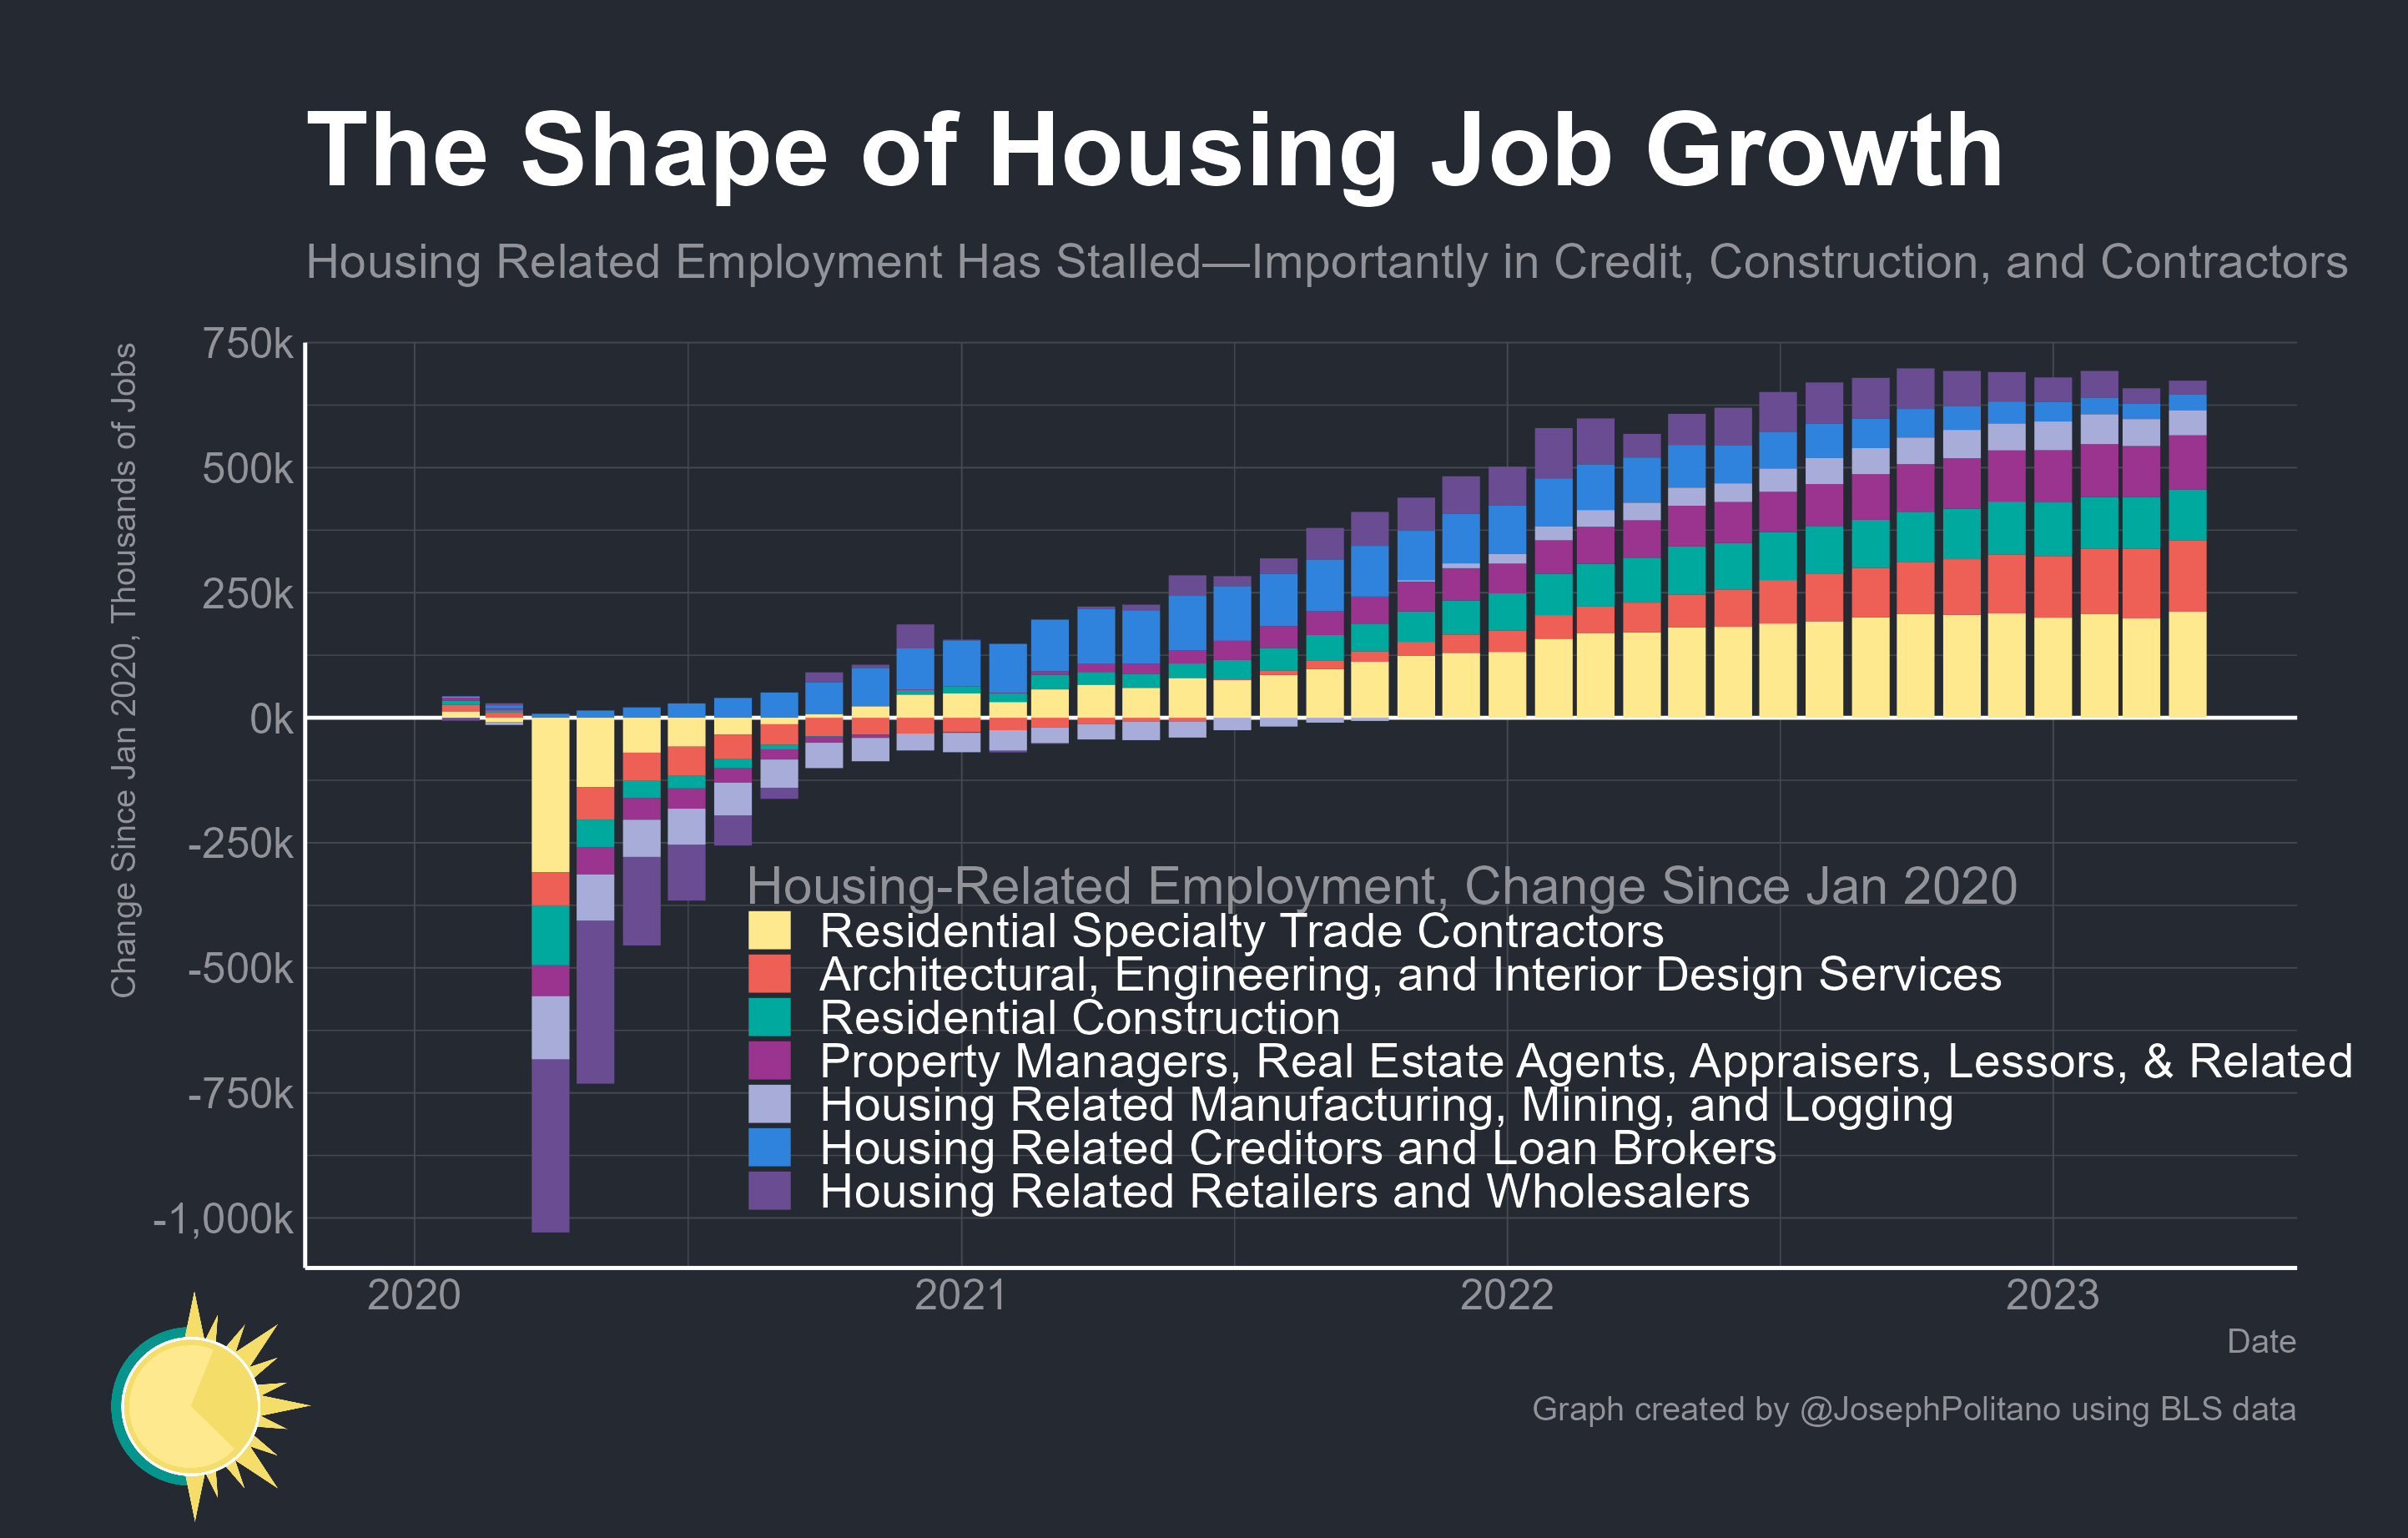 The Shape of Housing Job Growth
Housing Related Employment Has Stalled—Importantly in Credit, Construction, and Contractors
Change Since Jan 2020, Thousands of Jobs
750k
500k
250k
0k
-250k
-500k
-750k
-1,000k
Housing-Related Employment, Change Since Jan 2020
Residential Specialty Trade Contractors
Architectural, Engineering, and Interior Design Services
Residential Construction
Property Managers, Real Estate Agents, Appraisers, Lessors, & Related
Housing Related Manufacturing, Mining, and Logging
Housing Related Creditors and Loan Brokers
Housing Related Retailers and Wholesalers
2020
2021
2022
2023
Date
Graph created by @JosephPolitano using BLS data